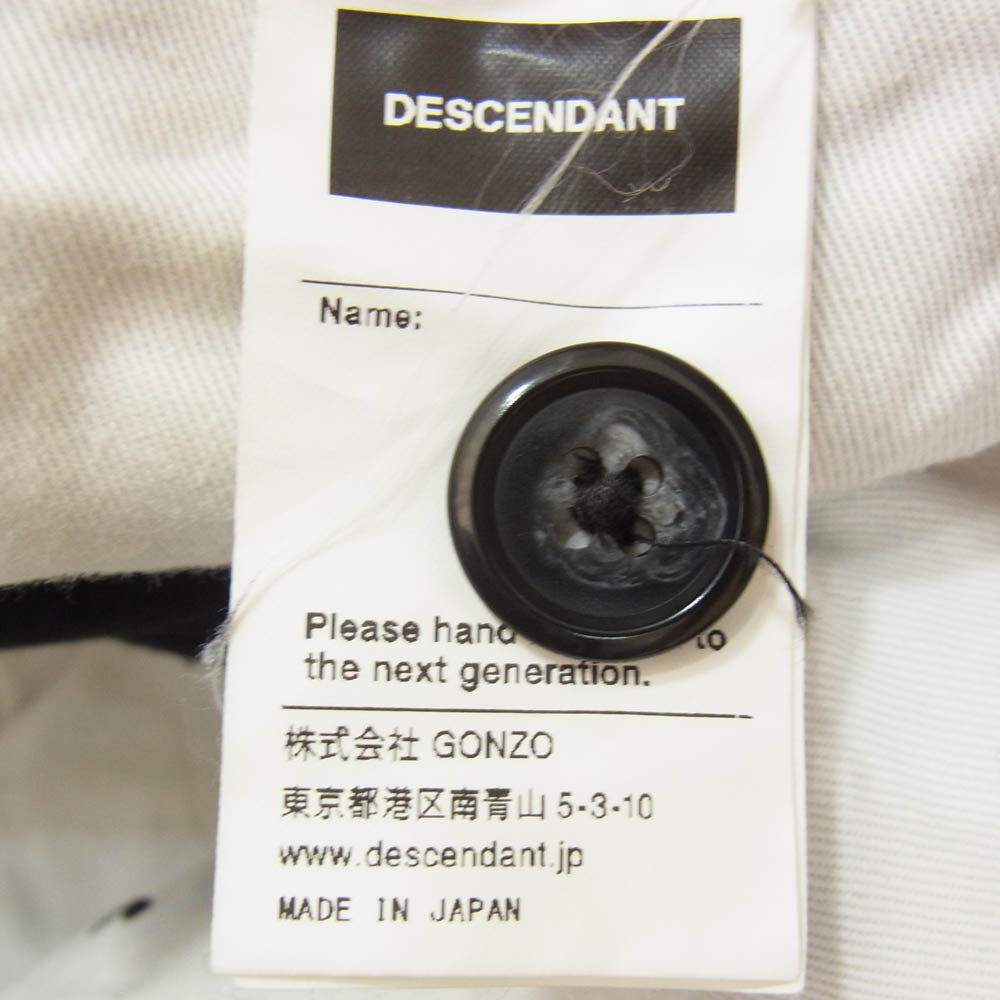 DESCENDANT
Name:
Please hand to
the next generation.
株式会社 GONZO
東京都港区南青山 5-3-10
www.descendant.jp
MADE IN JAPAN